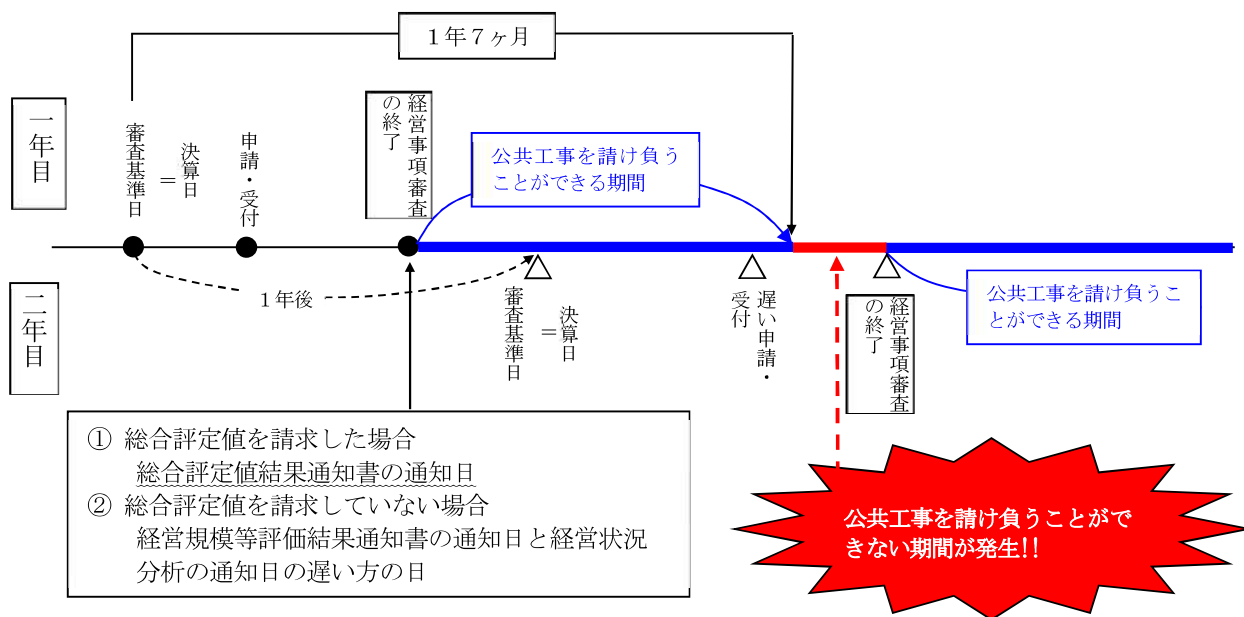 １年７ヶ月
一年目
審査基準日
＝
決算日
申請・受付
経営事項審査
の終了
公共工事を請け負う
ことができる期間
１年後
二年目
審査基準日
＝
決算日
遅い申請・
受付
経営事項審査
の終了
公共工事を請け負うこ
とができる期間
① 総合評定値を請求した場合
総合評定値結果通知書の通知日
② 総合評定値を請求していない場合
経営規模等評価結果通知書の通知日と経営状況
分析の通知日の遅い方の日
公共工事を請け負うことがで
きない期間が発生!!